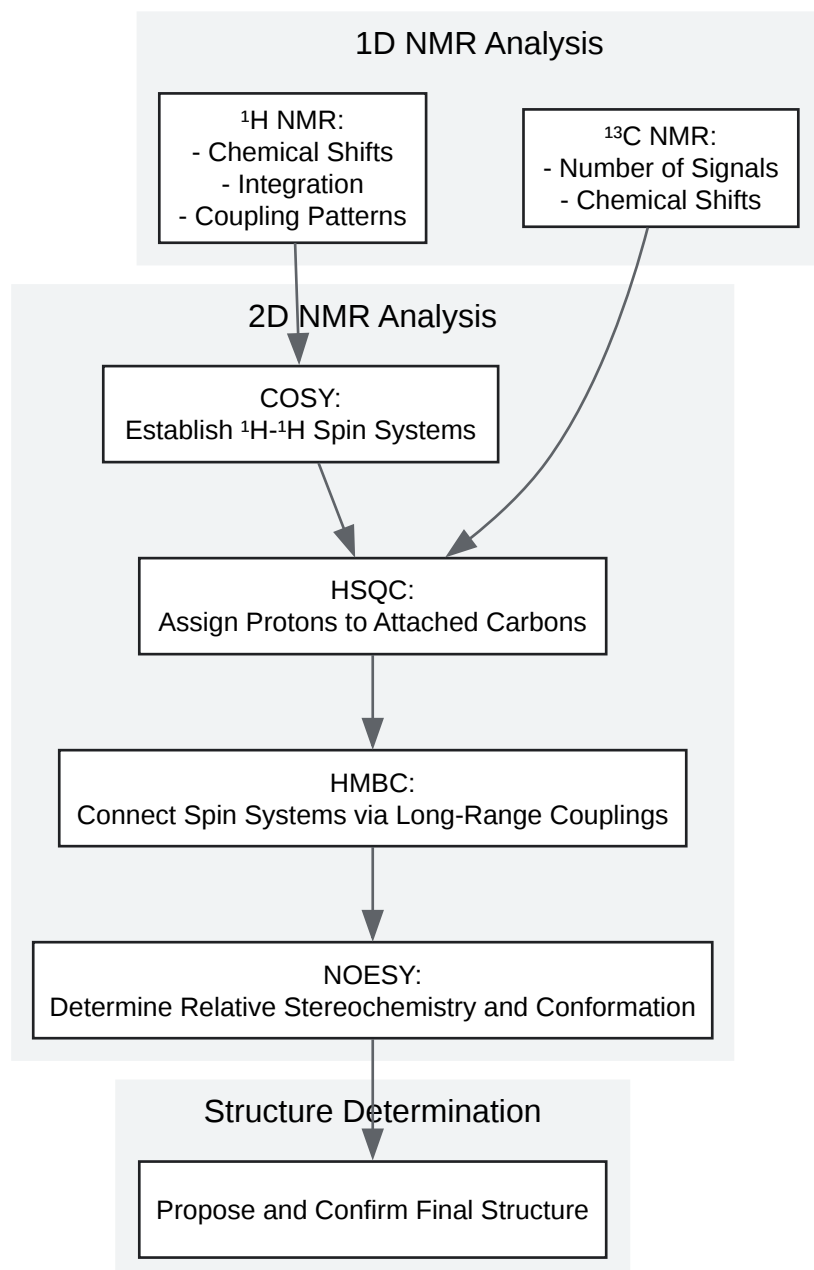 1D NMR Analysis
¹H NMR:
- Chemical Shifts
- Integration
- Coupling Patterns
¹³C NMR:
- Number of Signals
- Chemical Shifts
2D NMR Analysis
COSY:
Establish ¹H-¹H Spin Systems
HSQC:
Assign Protons to Attached Carbons
HMBC:
Connect Spin Systems via Long-Range Couplings
NOESY:
Determine Relative Stereochemistry and Conformation
Structure Determination
Propose and Confirm Final Structure